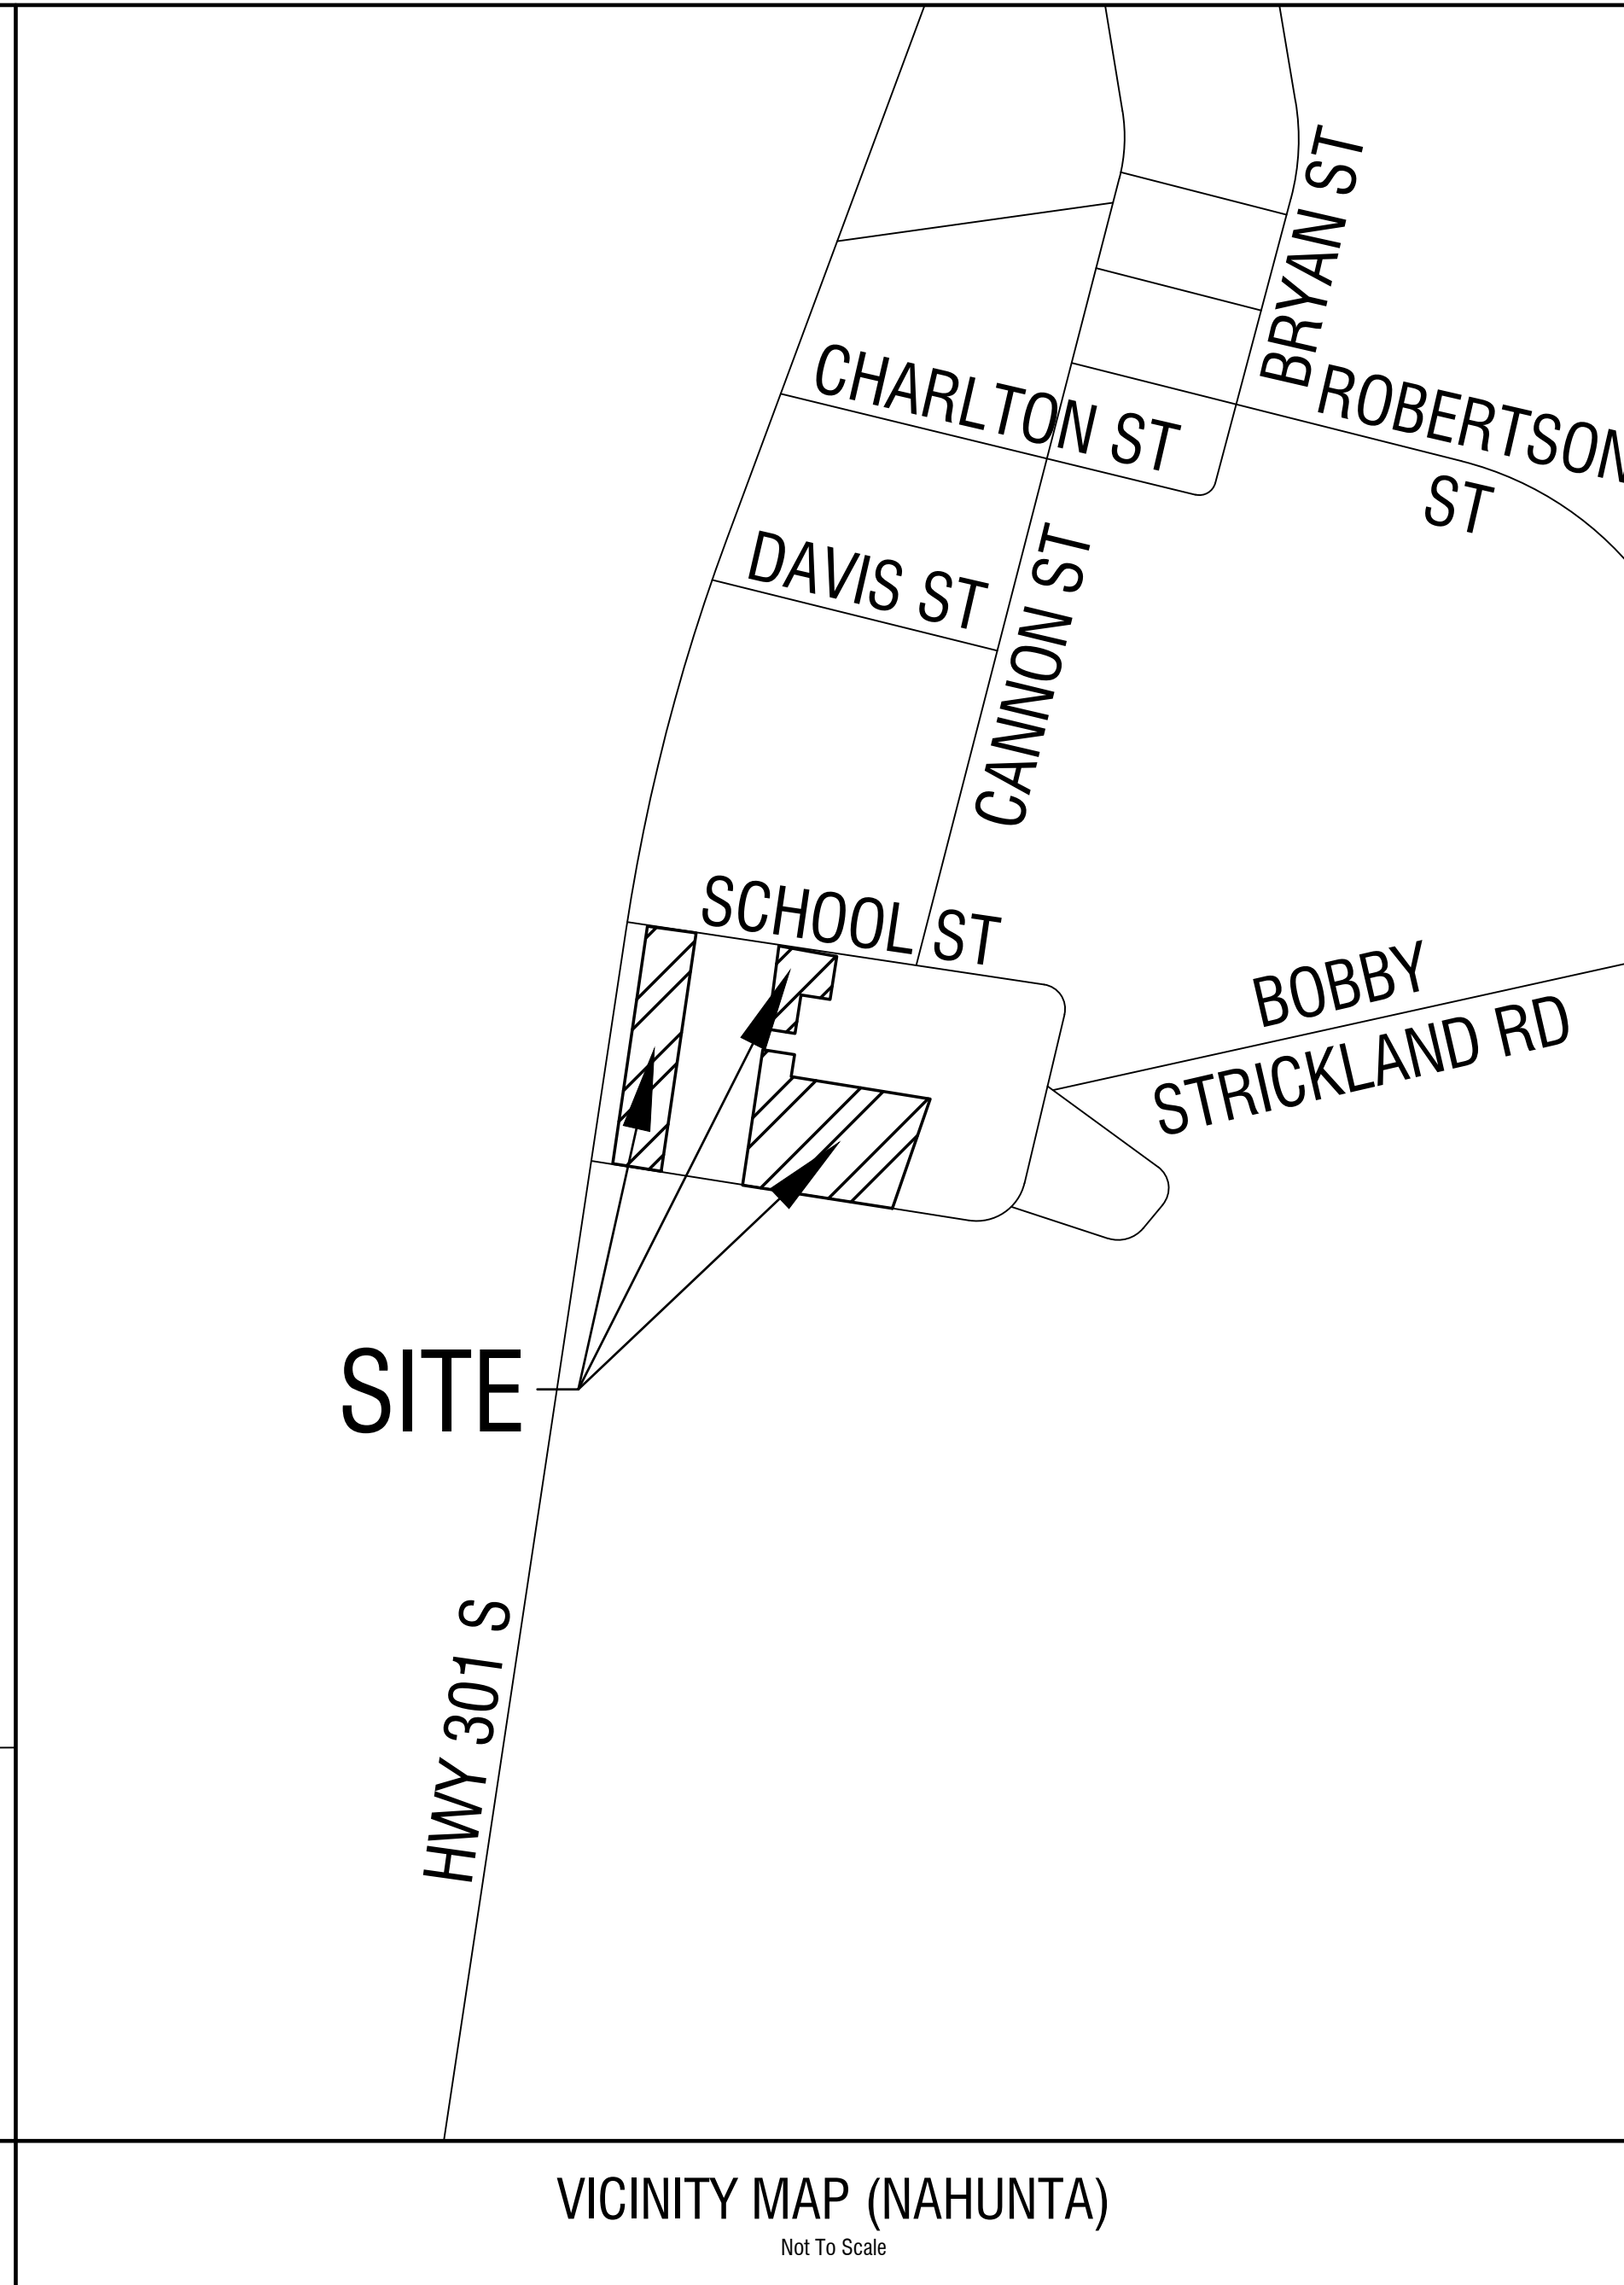 BRYAN ST
CHARLTON ST
ROBERTSON
ST
DAVIS ST
CANNON ST
SCHOOL ST
BOBBY
STRICKLAND RD
SITE
HWY 301 S
VICINITY MAP (NAHUNTA)
Not To Scale